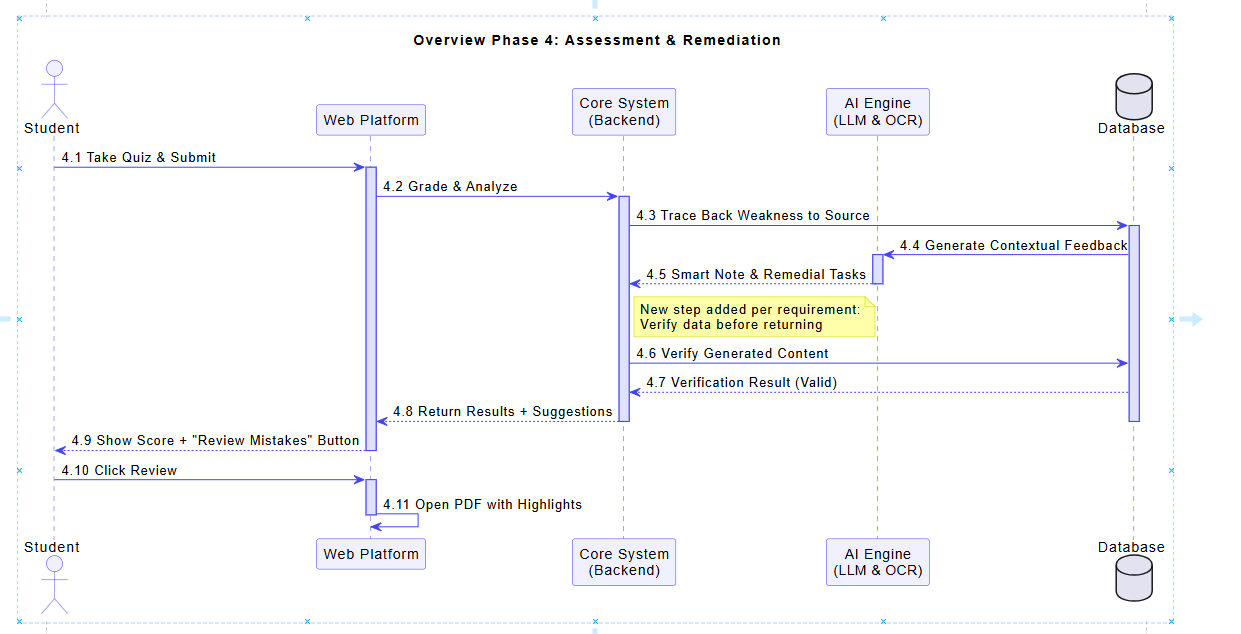 Overview Phase 4: Assessment & Remediation
Student
Web Platform
Core System
(Backend)
AI Engine
(LLM & OCR)
Database
4.1 Take Quiz & Submit
4.2 Grade & Analyze
4.3 Trace Back Weakness to Source
4.4 Generate Contextual Feedback
4.5 Smart Note & Remedial Tasks
New step added per requirement:
Verify data before returning
4.6 Verify Generated Content
4.7 Verification Result (Valid)
4.8 Return Results + Suggestions
4.9 Show Score + "Review Mistakes" Button
4.10 Click Review
4.11 Open PDF with Highlights
Student
Web Platform
Core System
(Backend)
AI Engine
(LLM & OCR)
Database